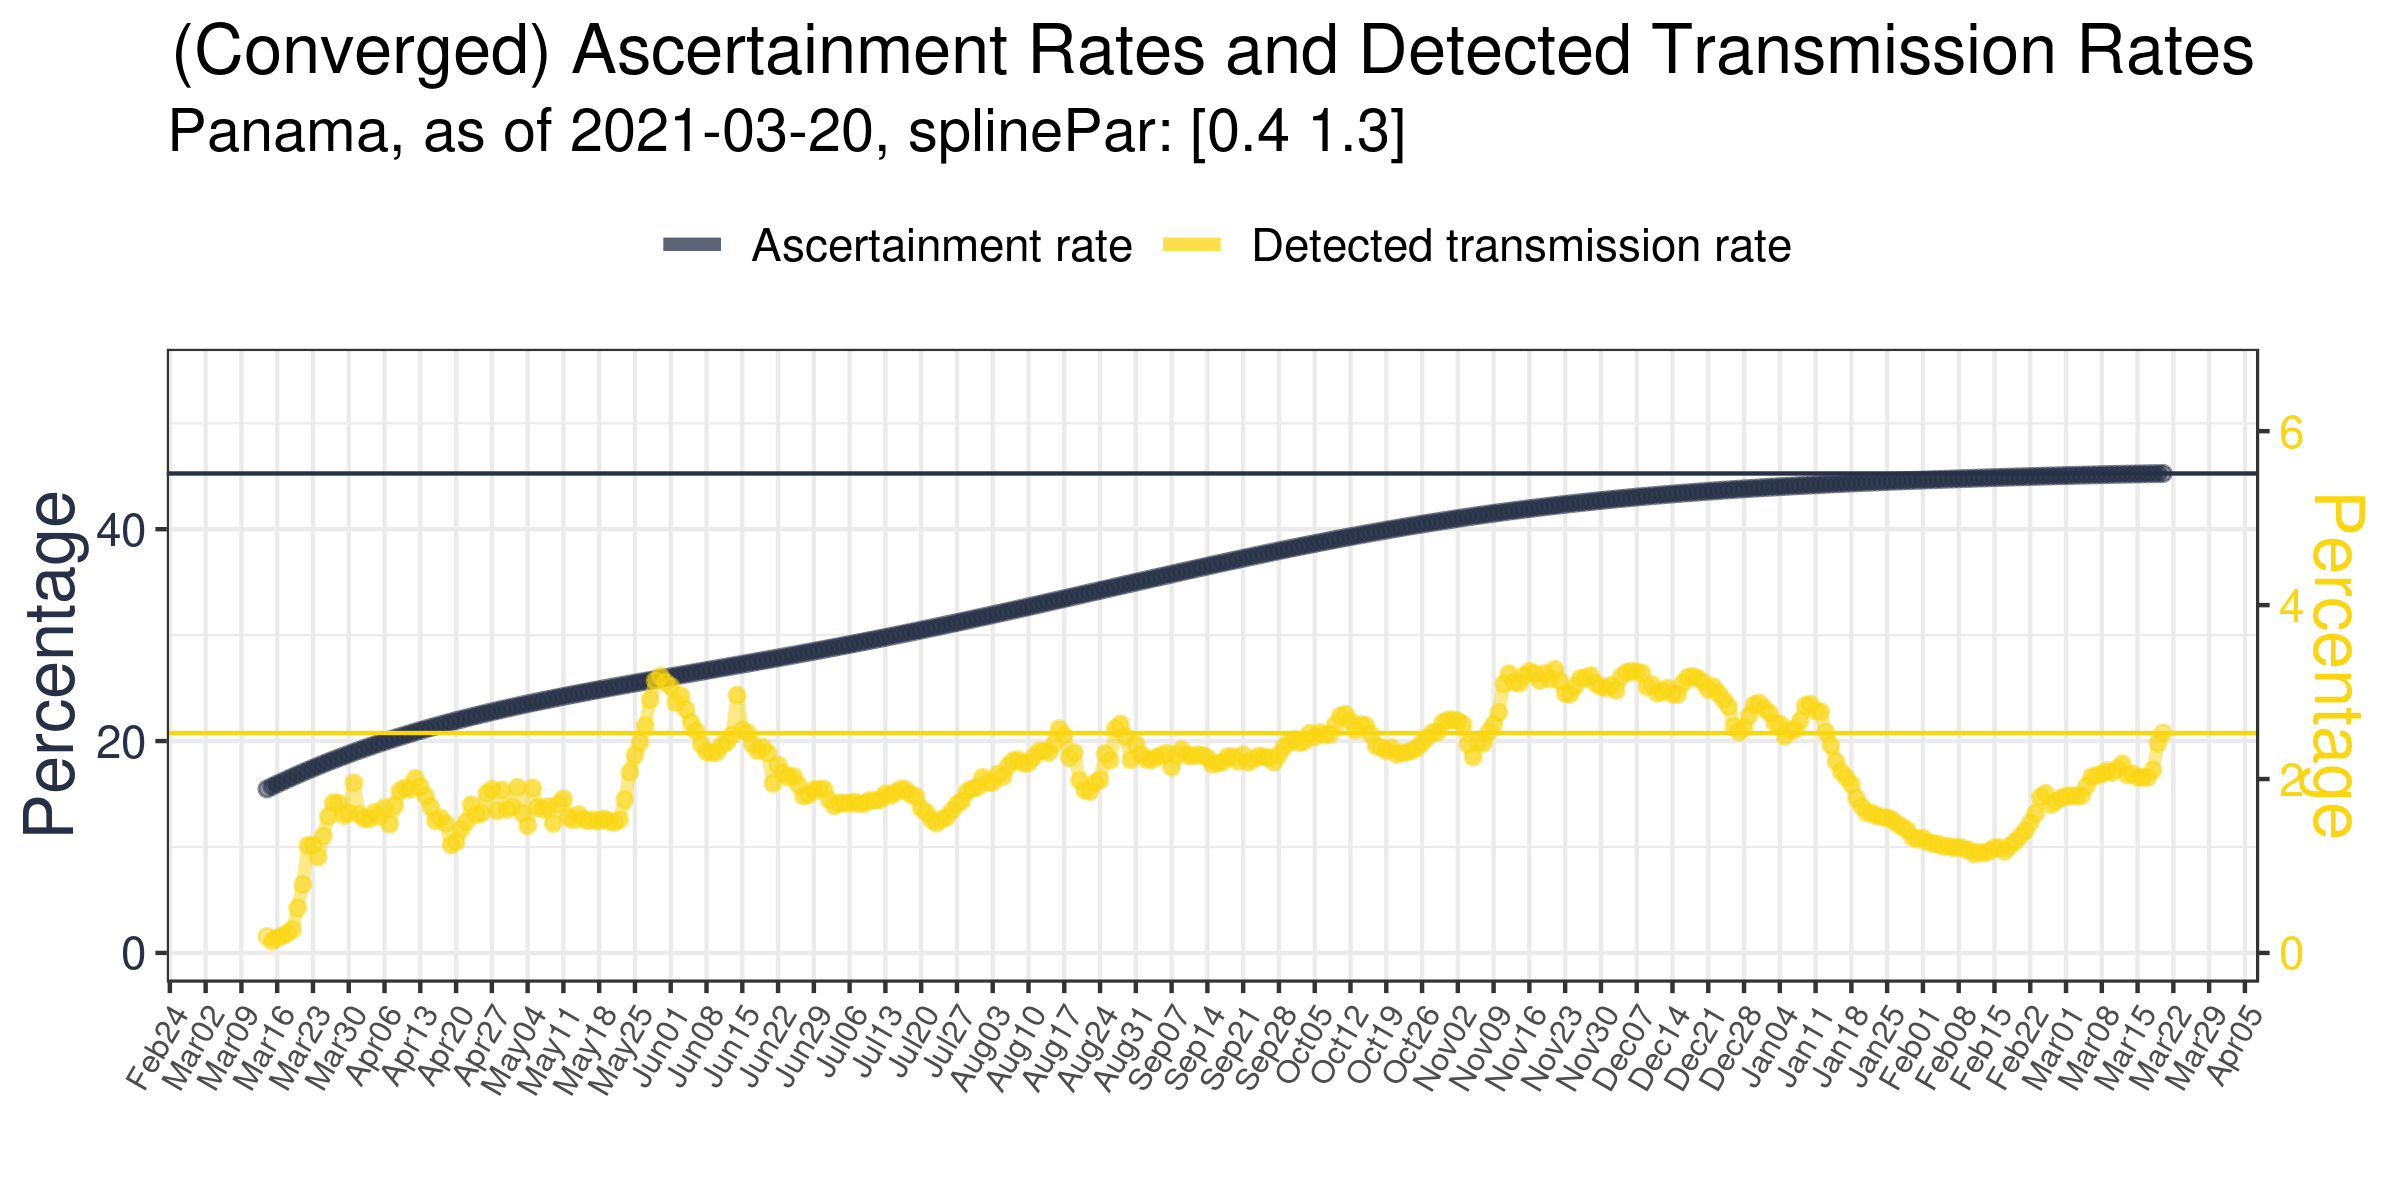 (Converged) Ascertainment Rates and Detected Transmission Rates
Panama, as of 2021-03-20, splinePar: [0.4 1.3]
Ascertainment rate
Detected transmission rate
Percentage
40
20
0
6
4
2
0
Percentage
Feb24
Mar02
Mar09
Mar16
Mar23
Mar30
Apr06
Apr13
Apr20
Apr27
May04
May11
May18
May25
Jun01
Jun08
Jun15
Jun22
Jun29
Jul06
Jul13
Jul20
Jul27
Aug03
Aug10
Aug17
Aug24
Aug31
Sep07
Sep14
Sep21
Sep28
Oct05
Oct12
Oct19
Oct26
Nov02
Nov09
Nov16
Nov23
Nov30
Dec07
Dec14
Dec21
Dec28
Jan04
Jan11
Jan18
Jan25
Feb01
Feb08
Feb15
Feb22
Mar01
Mar08
Mar15
Mar22
Mar29
Apr05